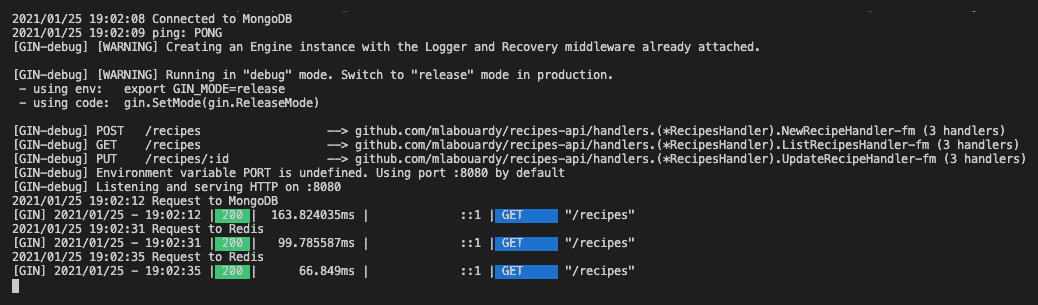 2021/01/25 19:02:08 Connected to MongoDB
2021/01/25 19:02:09 ping: PONG
[GIN-debug] [WARNING] Creating an Engine instance with the Logger and Recovery middleware already attached.
[GIN-debug] [WARNING] Running in "debug" mode. Switch to "release" mode in production.
- using env: export GIN_MODE=release
- using code: gin.SetMode(gin.ReleaseMode)
[GIN-debug] POST /recipes --> github.com/mlabouardy/recipes-api/handlers.(*RecipesHandler).NewRecipeHandler-fm (3 handlers)
[GIN-debug] GET /recipes --> github.com/mlabouardy/recipes-api/handlers.(*RecipesHandler).ListRecipesHandler-fm (3 handlers)
[GIN-debug] PUT /recipes/:id --> github.com/mlabouardy/recipes-api/handlers.(*RecipesHandler).UpdateRecipeHandler-fm (3 handlers)
[GIN-debug] Environment variable PORT is undefined. Using port :8080 by default
[GIN-debug] Listening and serving HTTP on :8080
2021/01/25 19:02:12 Request to MongoDB
[GIN] 2021/01/25 - 19:02:12 | 200 | 163.824035ms | ::1 | GET "/recipes"
2021/01/25 19:02:31 Request to Redis
[GIN] 2021/01/25 - 19:02:31 | 200 | 99.785587ms | ::1 | GET "/recipes"
2021/01/25 19:02:35 Request to Redis
[GIN] 2021/01/25 - 19:02:35 | 200 | 66.849ms | ::1 | GET "/recipes"